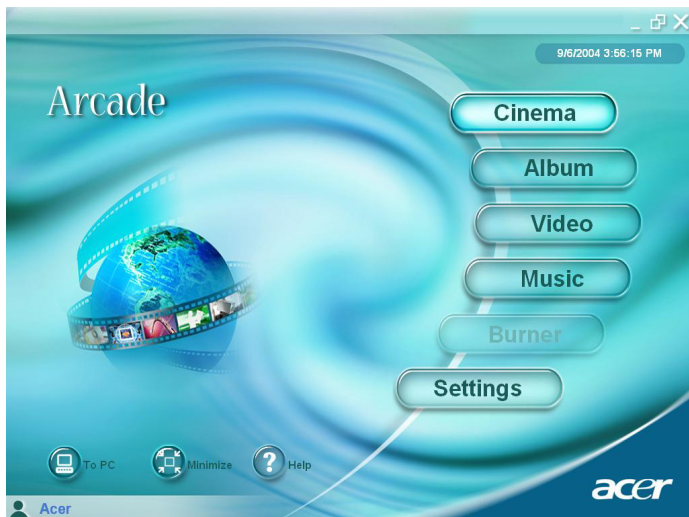 9/6/2004 3:56:15 PM
Arcade
Cinema
Album
Video
Music
Burner
Settings
To PC
Minimize
? Help
acer
Acer